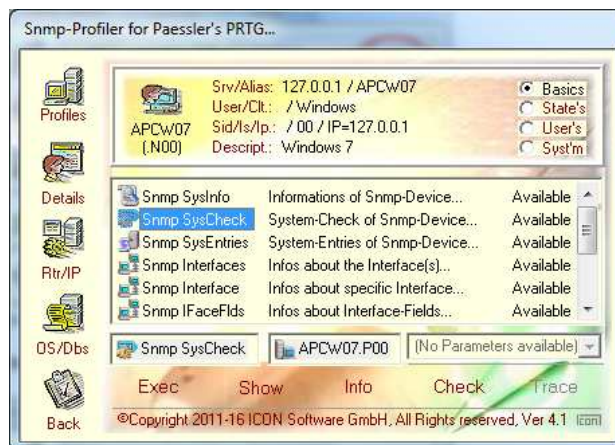 Snmp-Profiler for Paessler's PRTG...
Profiles
Details
Rtr/IP
OS/Dbs
Back
APCW07
(.N00)
Srv/Alias: 127.0.0.1 / APCW07
User/Clt.: / Windows
Sid/Is/Ip.: / 00 / IP=127.0.0.1
Descript.: Windows 7
Basics
State's
User's
Syst'm
Snmp SysInfo Informations of Snmp-Device... Available
Snmp SysCheck System-Check of Snmp-Device... Available
Snmp SysEntries System-Entries of Snmp-Device... Available
Snmp Interfaces Infos about the Interface(s)... Available
Snmp Interface Infos about specific Interface... Available
Snmp IFaceFlds Infos about Interface-Fields... Available
Snmp SysCheck APCW07.P00 (No Parameters available)
Exec Show Info Check Trace
©Copyright 2011-16 ICON Software GmbH, All Rights reserved, Ver 4.1 icon